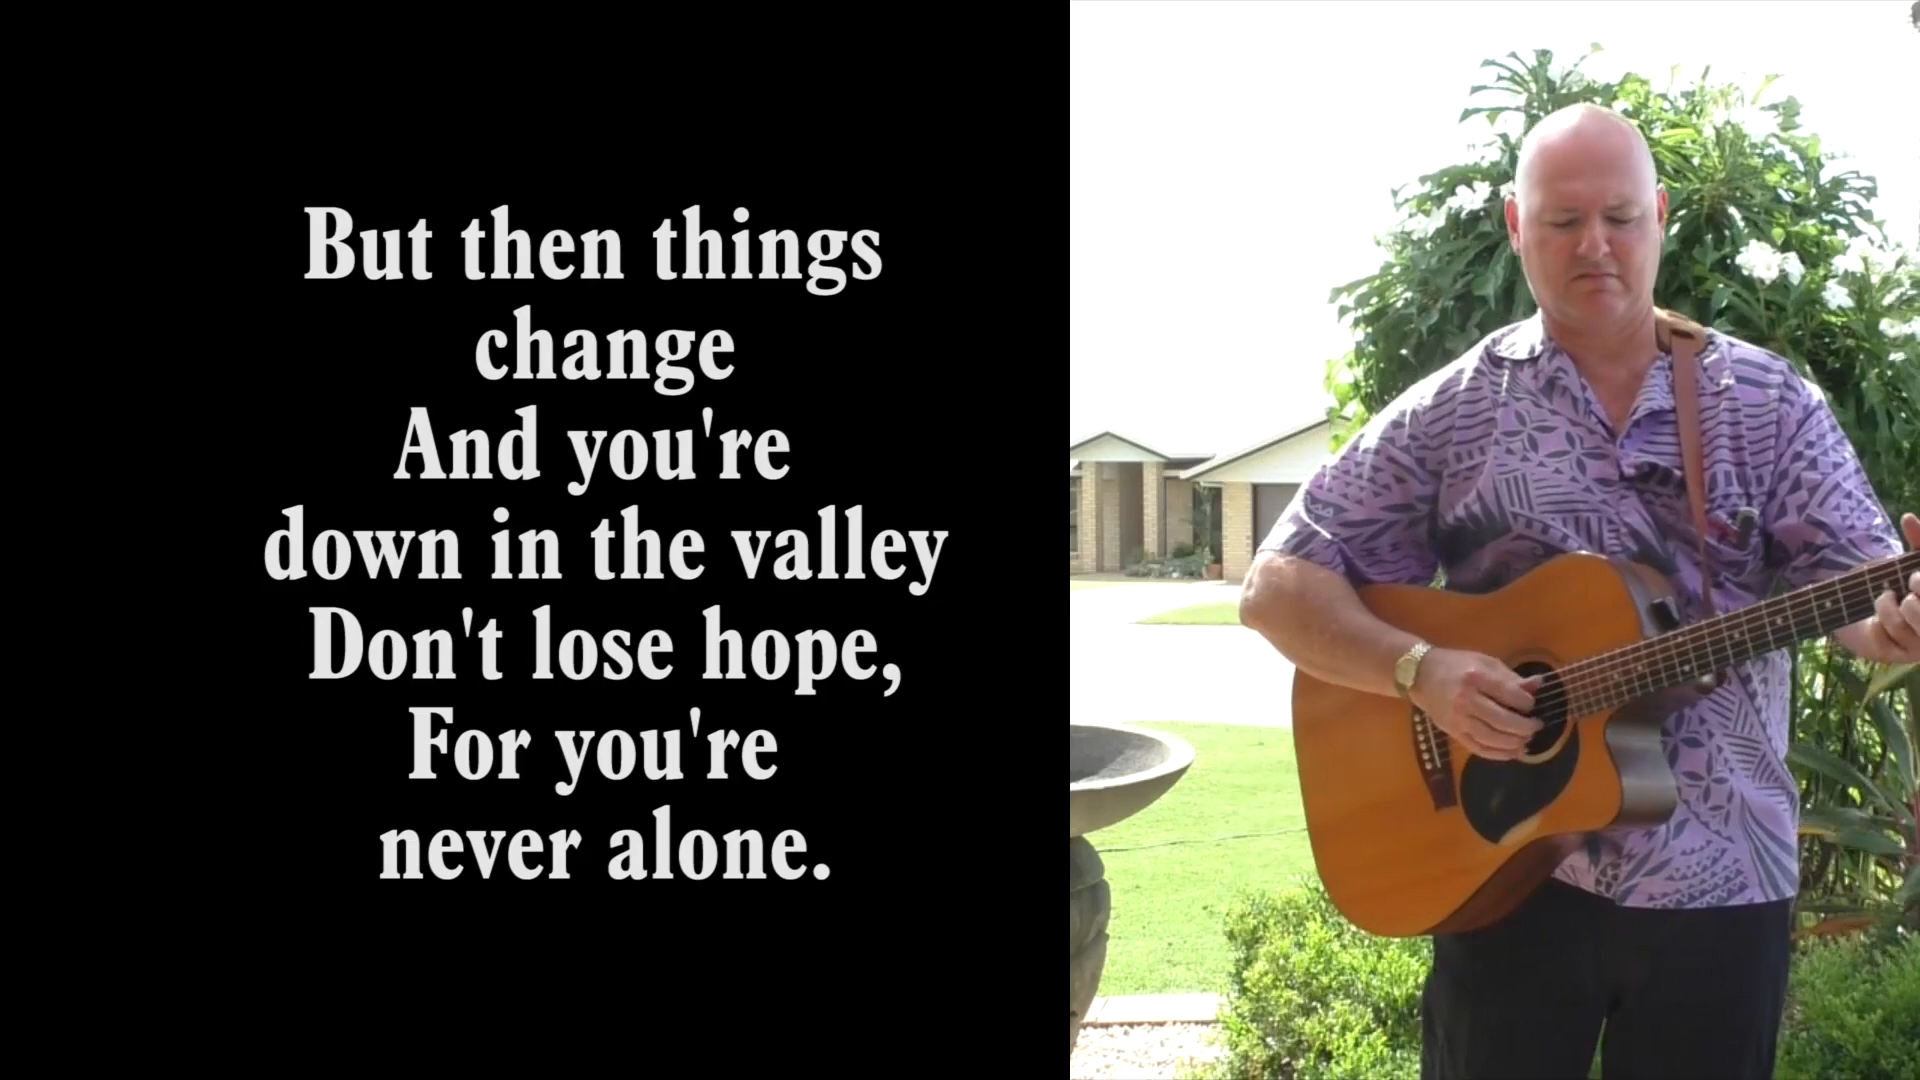 But then things
change
And you're
down in the valley
Don't lose hope,
For you're
never alone.